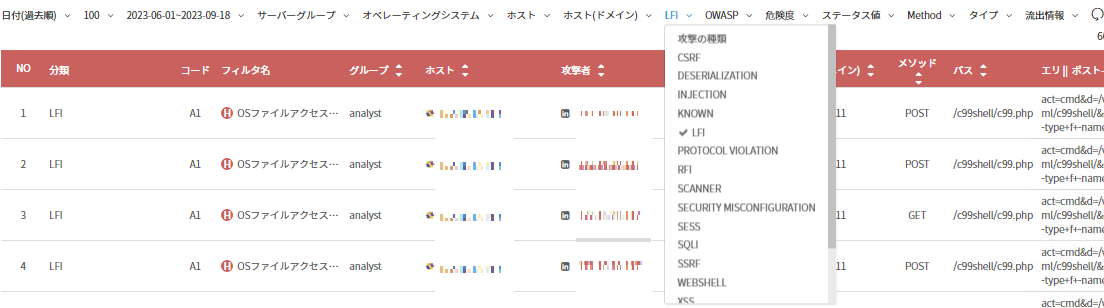 日付(過去順) 100 2023-06-01~2023-09-18 サーバーグループ オペレーティングシステム ホスト ホスト(ドメイン) LFI OWASP 危険度 ステータス値 Method タイプ 流出情報
NO 分類 コード フィルタ名 グループ ホスト 攻撃者 イン) メソッド パス エリ || ポスト
1 LFI A1 H OSファイルアクセス… analyst in 11 POST /c99shell/c99.php act=cmd&d=/v
ml/c99shell/&
-type+f+-name
2 LFI A1 H OSファイルアクセス… analyst in 11 POST /c99shell/c99.php act=cmd&d=/v
ml/c99shell/&
-type+f+-name
3 LFI A1 H OSファイルアクセス… analyst in 11 GET /c99shell/c99.php act=cmd&d=/v
ml/c99shell/&
-type+f+-name
4 LFI A1 H OSファイルアクセス… analyst in 11 POST /c99shell/c99.php act=cmd&d=/v
ml/c99shell/&
-type+f+-name
act=cmd&d=/v
攻撃の種類
CSRF
DESERIALIZATION
INJECTION
KNOWN
LFI
PROTOCOL VIOLATION
RFI
SCANNER
SECURITY MISCONFIGURATION
SESS
SQLI
SSRF
WEBSHELL
XSS